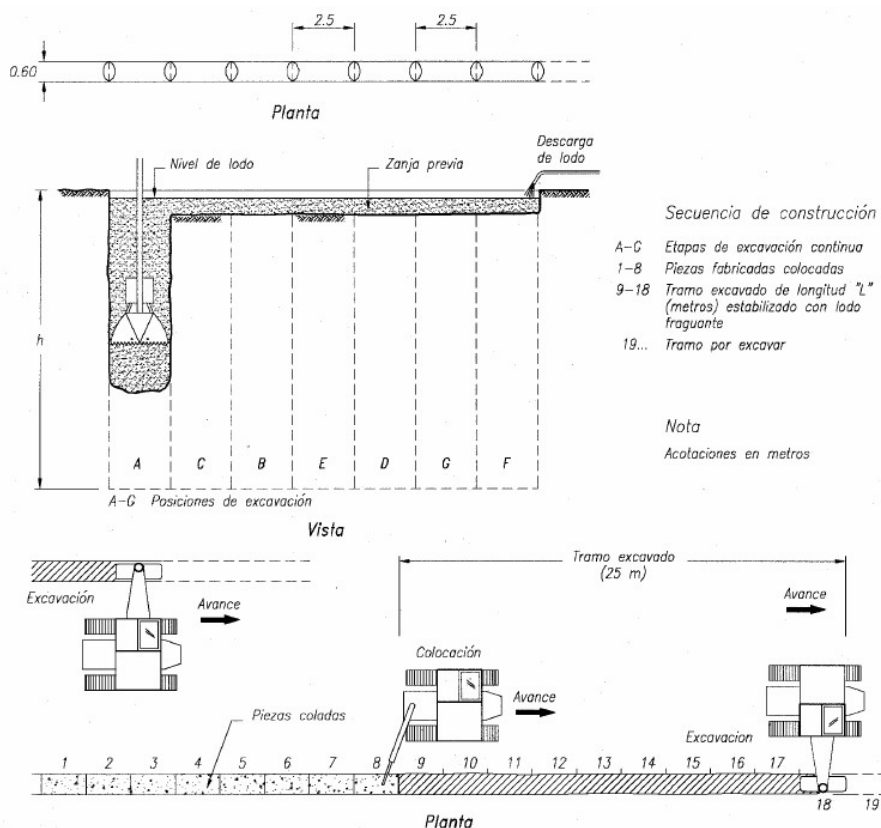 2.5
2.5
0.60
Planta
Nivel de lodo
Zanja previa
Descarga
de lodo
h
A C B E D G F
A-G Posiciones de excavación
Vista
Secuencia de construcción
A-G Etapas de excavación continua
1-8 Piezas fabricadas colocadas
9-18 Tramo excavado de longitud "L"
(metros) estabilizado con lodo
fraguante
19... Tramo por excavar
Nota
Acotaciones en metros
Tramo excavado
(25 m)
Excavación
Avance
Colocación
Avance
Avance
Piezas coladas
Excavacion
1 2 3 4 5 6 7 8 9 10 11 12 13 14 15 16 17
18 19
Planta